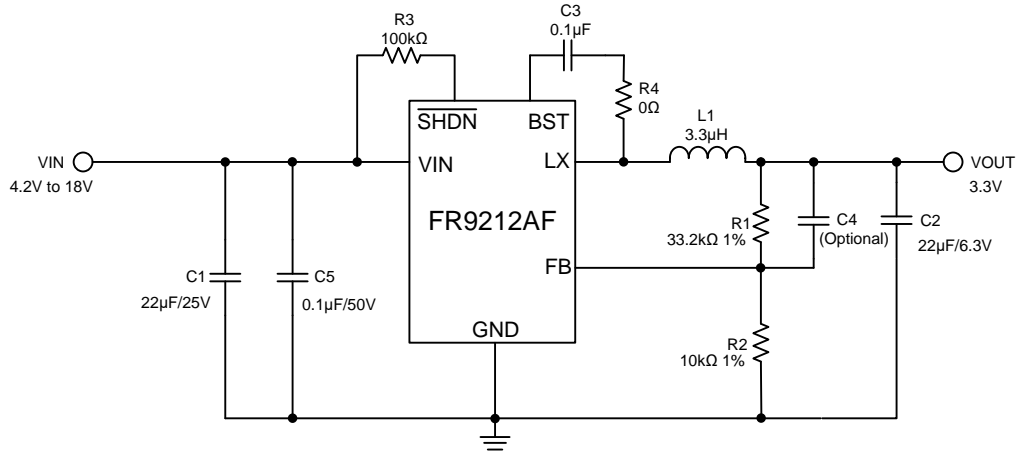 R3
100kΩ
C3
0.1µF
R4
0Ω
SHDN
BST
L1
3.3µH
VIN
4.2V to 18V
VIN
LX
VOUT
3.3V
FR9212AF
R1
33.2kΩ 1%
C4
(Optional)
C2
22µF/6.3V
FB
C1
22µF/25V
C5
0.1µF/50V
GND
R2
10kΩ 1%